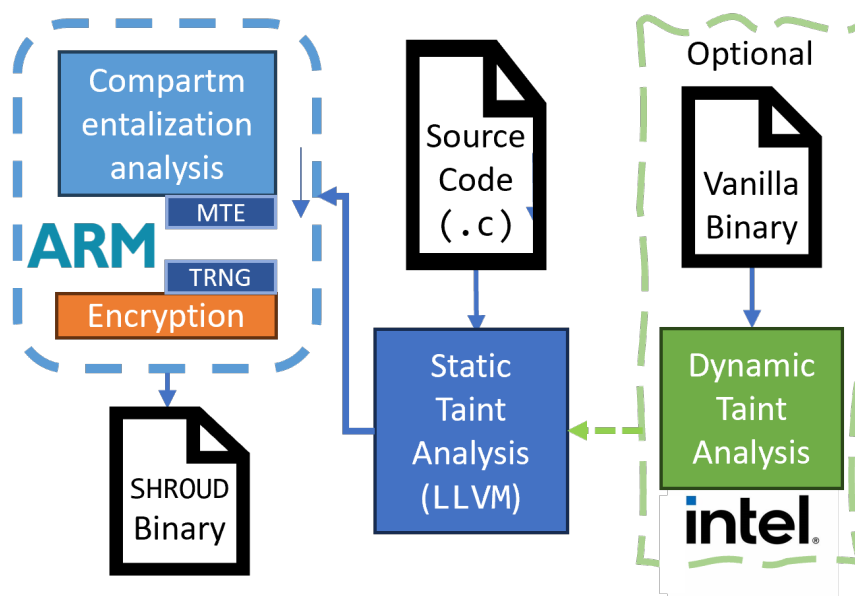 Compartm
entalization
analysis
MTE
ARM
TRNG
Encryption
SHROUD
Binary
Source
Code
(.c)
Static
Taint
Analysis
(LLVM)
Optional
Vanilla
Binary
Dynamic
Taint
Analysis
intel®